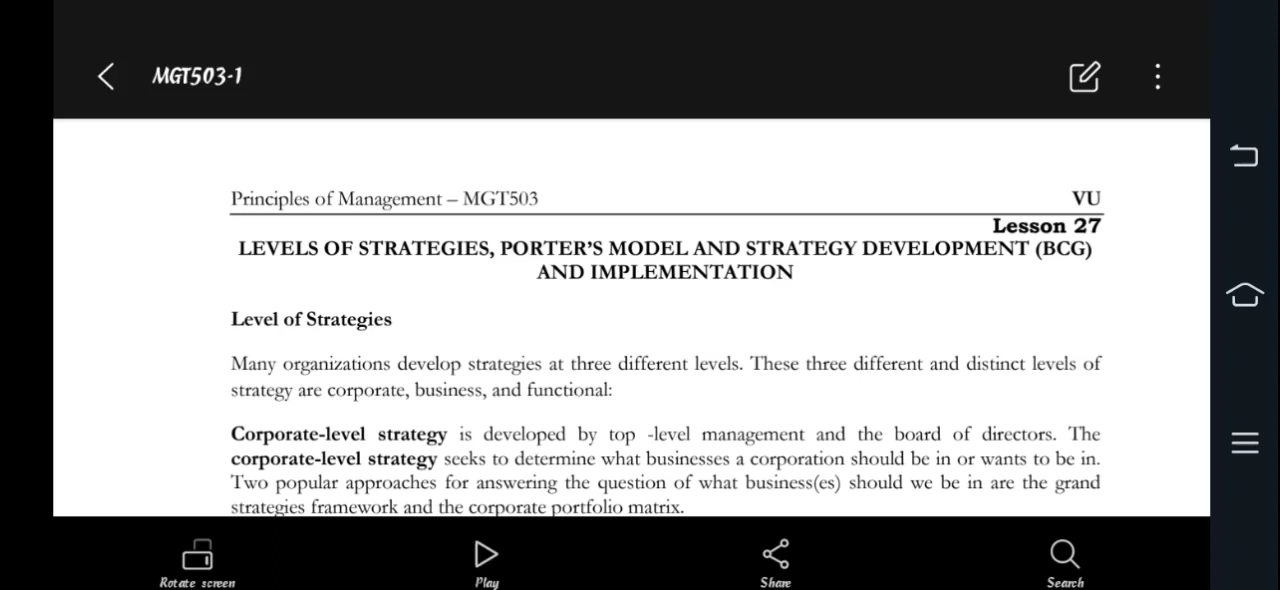 MGT503-1
Principles of Management – MGT503 VU
Lesson 27
LEVELS OF STRATEGIES, PORTER’S MODEL AND STRATEGY DEVELOPMENT (BCG)
AND IMPLEMENTATION
Level of Strategies
Many organizations develop strategies at three different levels. These three different and distinct levels of
strategy are corporate, business, and functional:
Corporate-level strategy is developed by top -level management and the board of directors. The
corporate-level strategy seeks to determine what businesses a corporation should be in or wants to be in.
Two popular approaches for answering the question of what business(es) should we be in are the grand
strategies framework and the corporate portfolio matrix.
Rotate screen Play Share Search